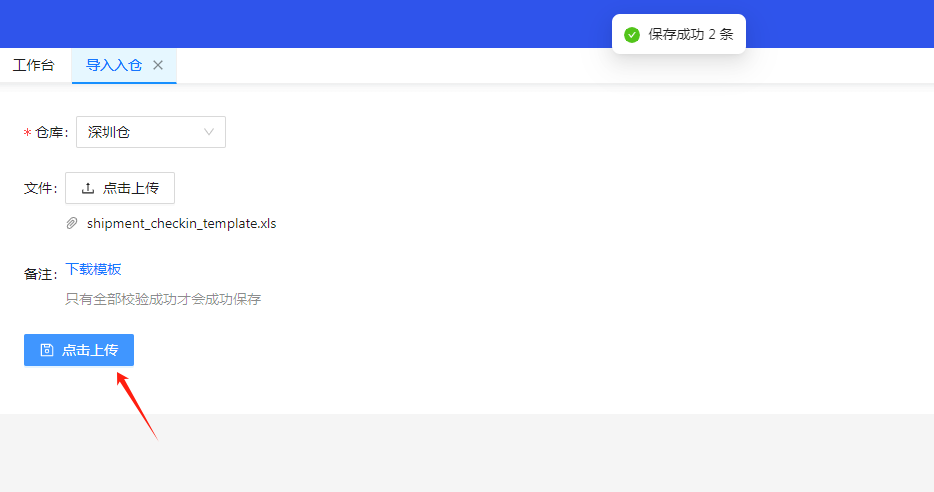 保存成功 2 条
工作台 导入入仓
* 仓库: 深圳仓
文件: 点击上传
shipment_checkin_template.xls
备注: 下载模板
只有全部校验成功才会成功保存
点击上传